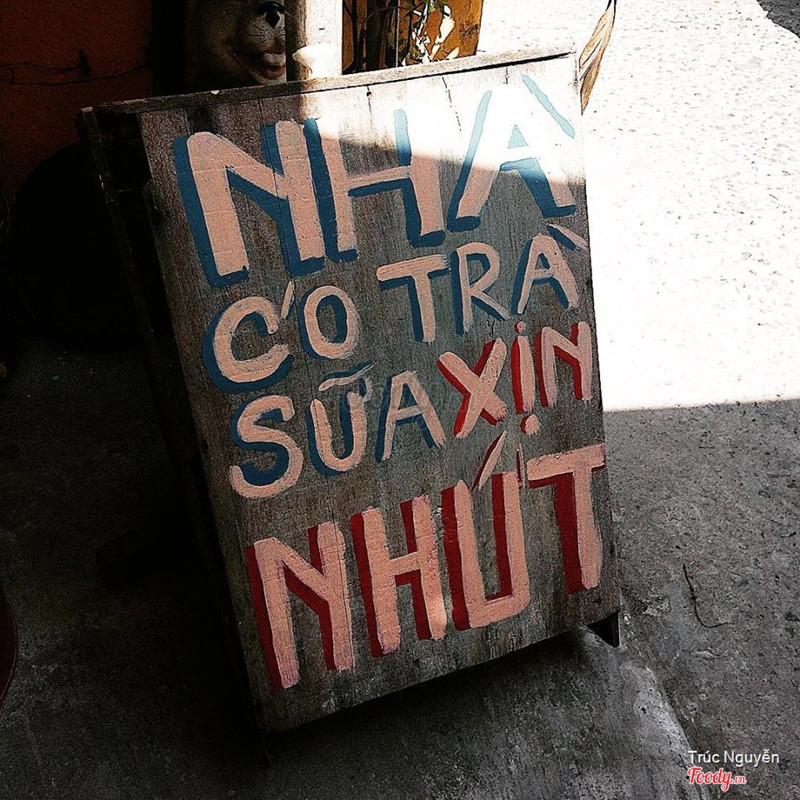 NHÀ
CÓ TRÀ
SỮA XỊN
NHỨT
Trúc Nguyễn
Foody.vn